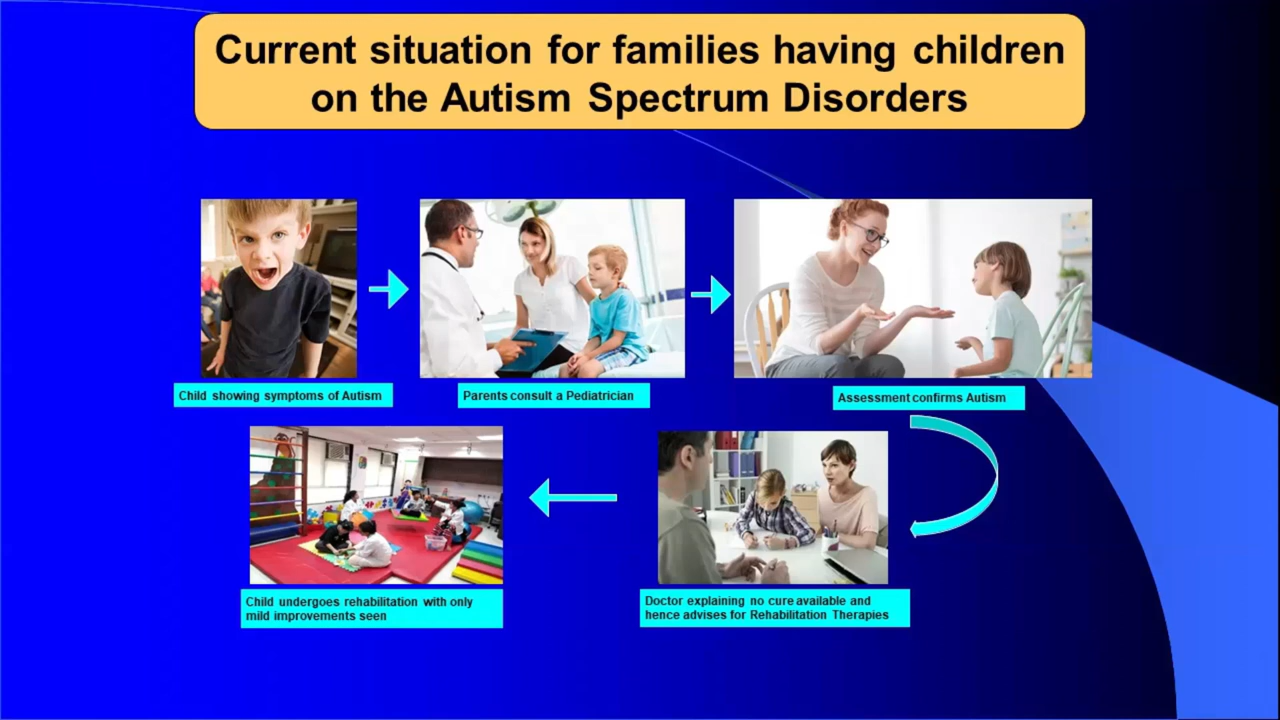 Current situation for families having children
on the Autism Spectrum Disorders
Child showing symptoms of Autism
Parents consult a Pediatrician
Assessment confirms Autism
Child undergoes rehabilitation with only
mild improvements seen
Doctor explaining no cure available and
hence advises for Rehabilitation Therapies